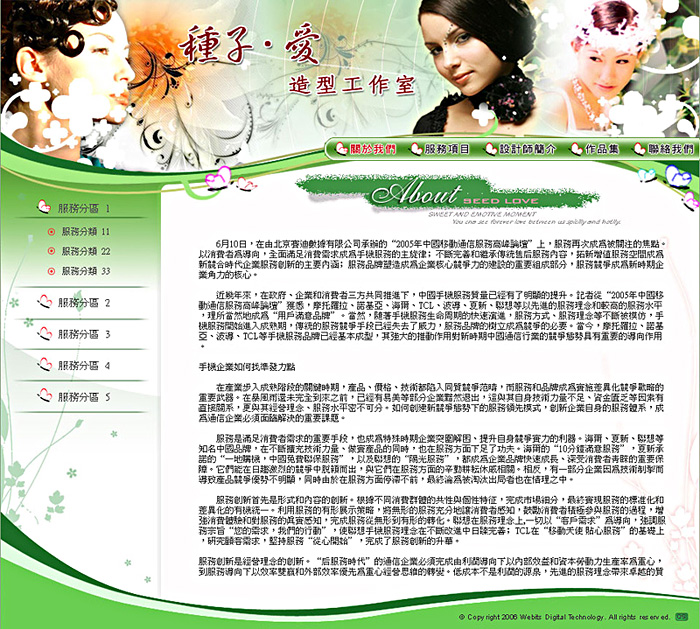 種子·愛
造型工作室
關於我們 服務項目 設計師簡介 作品集 聯絡我們
About SEED LOVE
SWEET AND EMOTIVE MOMENT
You can see forever love between us spidily and hotily.
服務分區 1
服務分類 11
服務分類 22
服務分類 33
服務分區 2
服務分區 3
服務分區 4
服務分區 5
6月10日，在由北京賽迪數據有限公司承辦的“2005年中國移動通信服務高峰論壇”上，服務再次成為被關注的焦點。
以消費者為導向，全面滿足消費需求成為手機服務的主旋律；不斷完善和繼承傳統售后服務內容，拓新增值服務空間成為
新競合時代企業服務創新的主要內涵；服務品牌塑造成為企業核心競爭力的建設的重要組成部分，服務競爭成為新時期企
業角力的核心。
近幾年來，在政府、企業和消費者三方共同推進下，中國手機服務質量已經有了明顯的提升。記者從“2005年中國移
動通信服務高峰論壇”獲悉，摩托羅拉、諾基亞、海爾、TCL、波導、夏新、聯想等以先進的服務理念和較高的服務水平
，理所當然地成為“用戶滿意品牌”。當然，隨著手機服務生命周期的快速演進，服務方式、服務理念等不斷被模仿，手
機服務開始進入成熟期，傳統的服務競爭手段已經失去了威力，服務品牌的樹立成為競爭的必要。當今，摩托羅拉、諾基
亞、波導、TCL等手機服務品牌已經基本成型，其強大的推動作用對新時期中國通信行業的競爭態勢具有重要的導向作用
。
手機企業如何找準發力點
在產業步入成熟階段的關鍵時期，產品、價格、技術都陷入同質競爭范疇，而服務和品牌成為實施差異化競爭戰略的
重要武器。在暴風雨還未完全到來之前，已經有易美等部分企業黯然退出，這與其自身技術力量不足、資金匱乏等因素有
直接關系，更與其經營理念、服務水平密不可分。如何創建新競爭態勢下的服務領先模式，創新企業自身的服務體系，成
為通信企業必須面臨解決的重要課題。
服務是滿足消費者需求的重要手段，也成為特殊時期企業突圍解困、提升自身競爭實力的利器。海爾、夏新、聯想等
知名中國品牌，在不斷擴充技術力量、做實產品的同時，也在服務方面下足了功夫。海爾的“10分鐘滿意服務”，夏新承
諾的“一地購機，中國免費聯保服務”，以及聯想的“陽光服務”，都成為企業品牌快速成長、深受消費者青睞的重要保
障。它們能在日趨激烈的競爭中脫穎而出，與它們在服務方面的辛勤耕耘休戚相關。相反，有一部分企業因為技術制掣而
導致產品競爭優勢不明顯，同時由於在服務方面停滯不前，最終淪為被淘汰出局者也在情理之中。
服務創新首先是形式和內容的創新。根據不同消費群體的共性與個性特征，完成市場細分，最終實現服務的標準化和
差異化的有機統一。利用服務的有形展示策略，將無形的服務充分地讓消費者感知，鼓勵消費者積極參與服務的過程，增
強消費體驗和對服務的真實感知，完成服務從無形到有形的轉化。聯想在服務理念上一切以“客戶需求”為導向，強調服
務宗旨“您的需求，我們的行動”，使聯想手機服務理念在不斷改進中日臻完善；TCL在“移動天使 貼心服務”的基礎上
，研究顧客需求，堅持服務“從心開始”，完成了服務創新的升華。
服務創新是經營理念的創新。“后服務時代”的通信企業必須完成由利潤導向下以內部效益和資本勞動力生產率為重心，
到服務導向下以效率雙贏和外部效率優先為重心經營思維的轉變。低成本不是利潤的源泉，先進的服務理念帶來卓越的質
© Copyright 2006 Webits Digital Technology. All rights reserved.